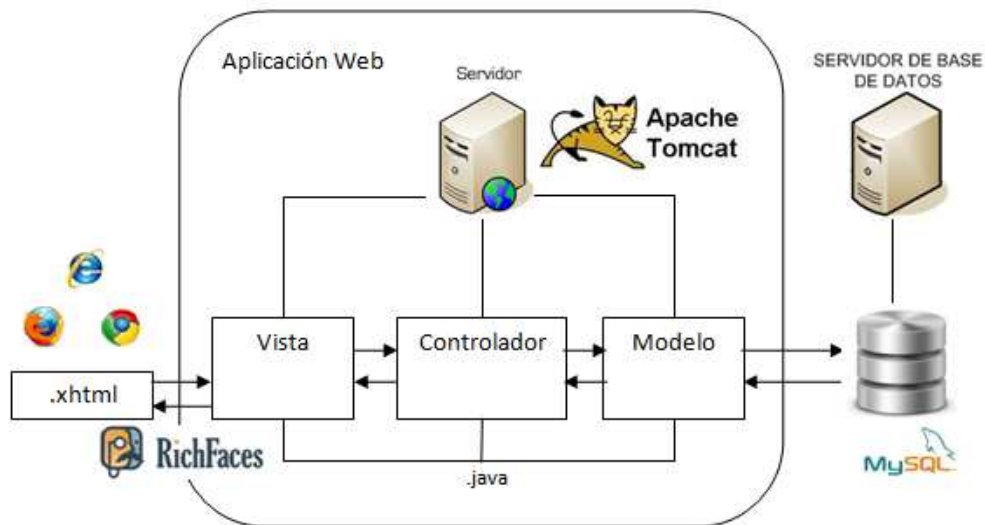 Aplicación Web
Servidor
Apache
Tomcat
SERVIDOR DE BASE
DE DATOS
Vista
Controlador
Modelo
.xhtml
RichFaces
.java
MySQL